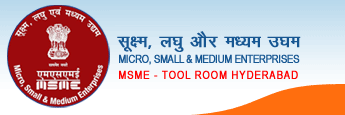 सूक्ष्म, लघु एवं मध्यम उद्यम
एमएसएमई
MSME
Micro, Small & Medium Enterprises
सूक्ष्म, लघु और मध्यम उघम
MICRO, SMALL & MEDIUM ENTERPRISES
MSME - TOOL ROOM HYDERABAD